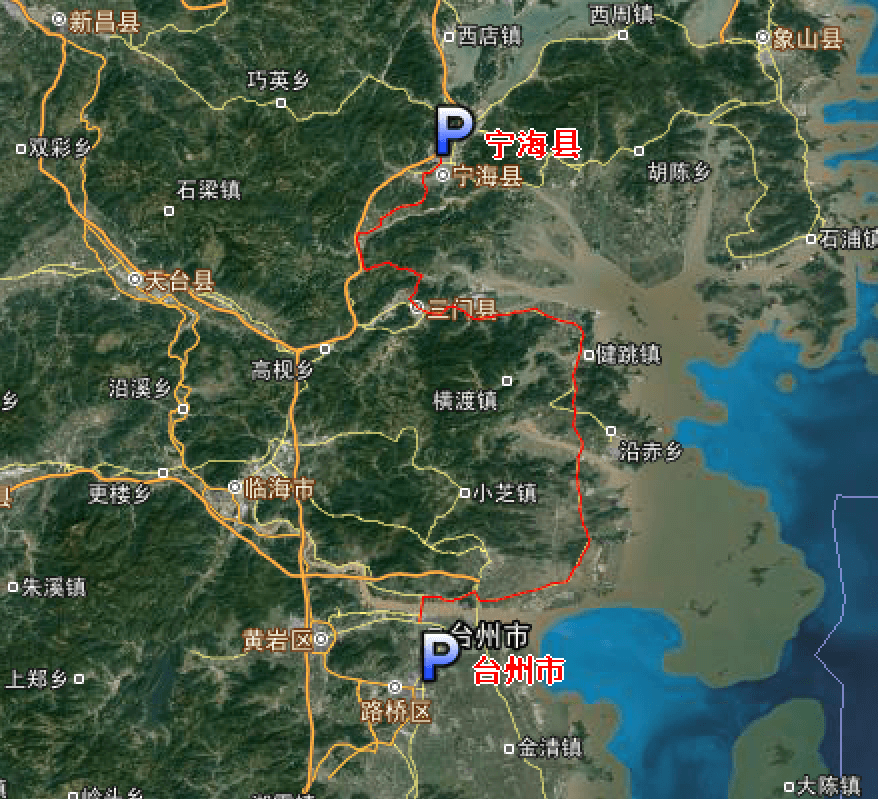 新昌县
西周镇
西店镇
象山县
巧英乡
P
宁海县
双彩乡
胡陈乡
宁海县
石梁镇
石浦镇
天台县
三门县
健跳镇
高枧乡
沿溪乡
横渡镇
乡
沿赤乡
临海市
小芝镇
更楼乡
县
朱溪镇
黄岩区
台州市
P
台州市
上郑乡
路桥区
金清镇
大陈镇